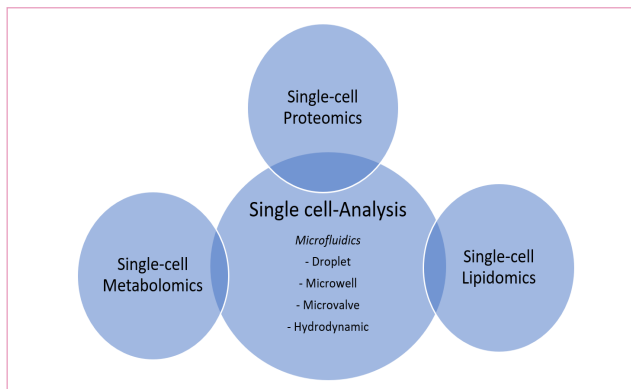 Single-cell
Proteomics
Single cell-Analysis
Microfluidics
- Droplet
- Microwell
- Microvalve
- Hydrodynamic
Single-cell
Metabolomics
Single-cell
Lipidomics